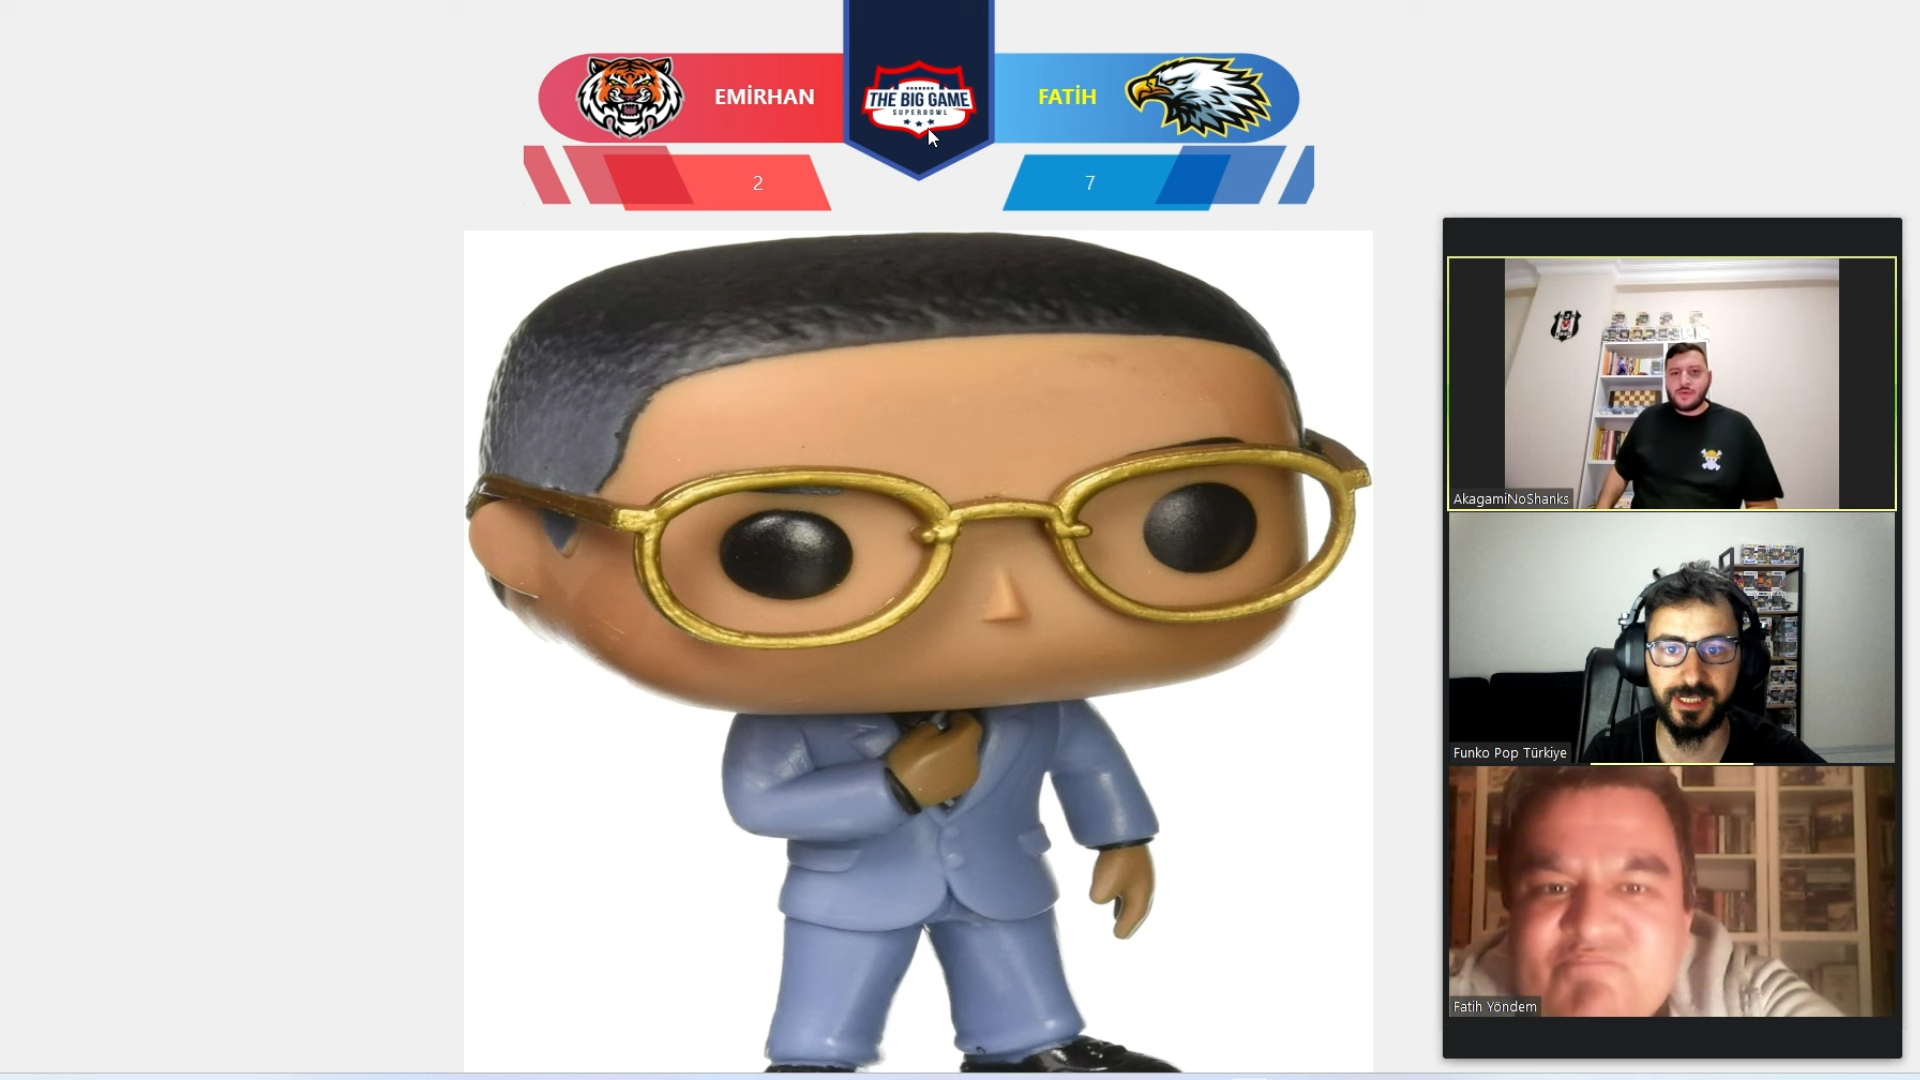 EMİRHAN
THE BIG GAME
SUPERBOWL
FATİH
2
7
AkagamiNoShanks
Funko Pop Türkiye
Fatih Yöndem